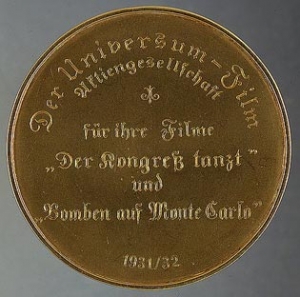 Der Universum-Film
Aktiengesellschaft
für ihre Filme
„Der Kongreß tanzt"
und
„Bomben auf Monte Carlo"
1931/32